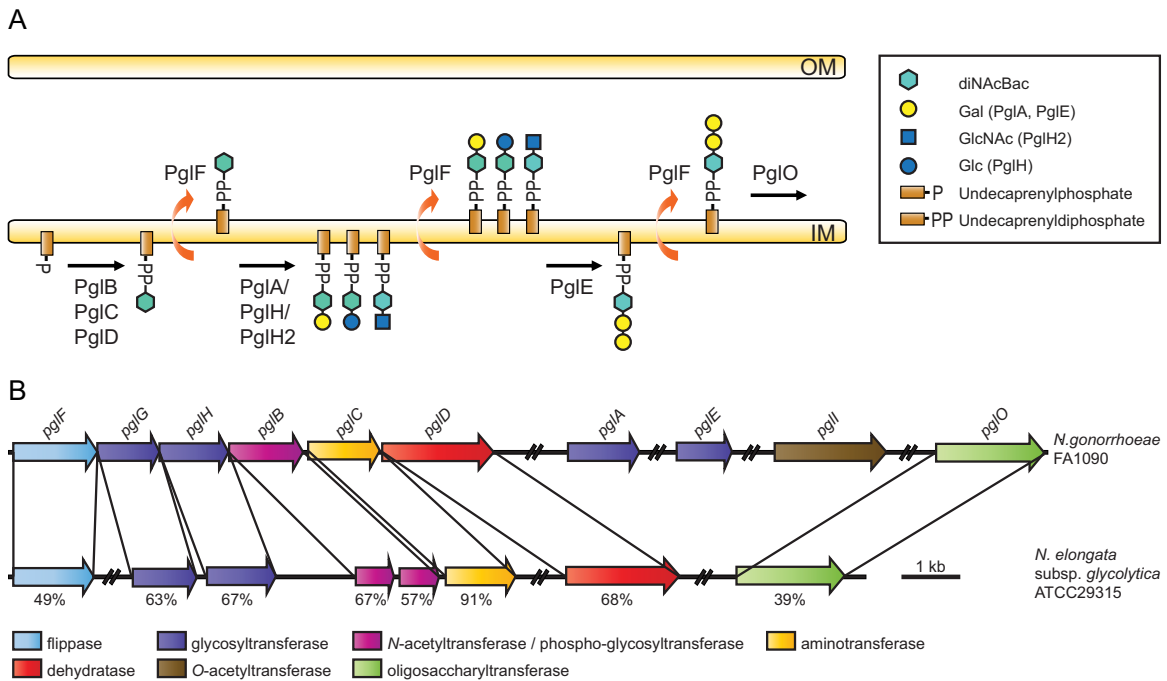 A
OM
diNAcBac
Gal (PglA, PglE)
GlcNAc (PglH2)
Glc (PglH)
P Undecaprenylphosphate
PP Undecaprenyldiphosphate
PglF
PglF
PglF
PglO
PP
PP
PP
PP
PP
IM
P
PP
PP
PP
PP
PP
PglB
PglC
PglD
PglA/
PglH/
PglH2
PglE
B
pglF
pglG
pglH
pglB
pglC
pglD
pglA
pglE
pglI
pglO
N.gonorrhoeae
FA1090
N. elongata
subsp. glycolytica
ATCC29315
1 kb
49%
63%
67%
67%
57%
91%
68%
39%
flippase
glycosyltransferase
N-acetyltransferase / phospho-glycosyltransferase
aminotransferase
dehydratase
O-acetyltransferase
oligosaccharyltransferase